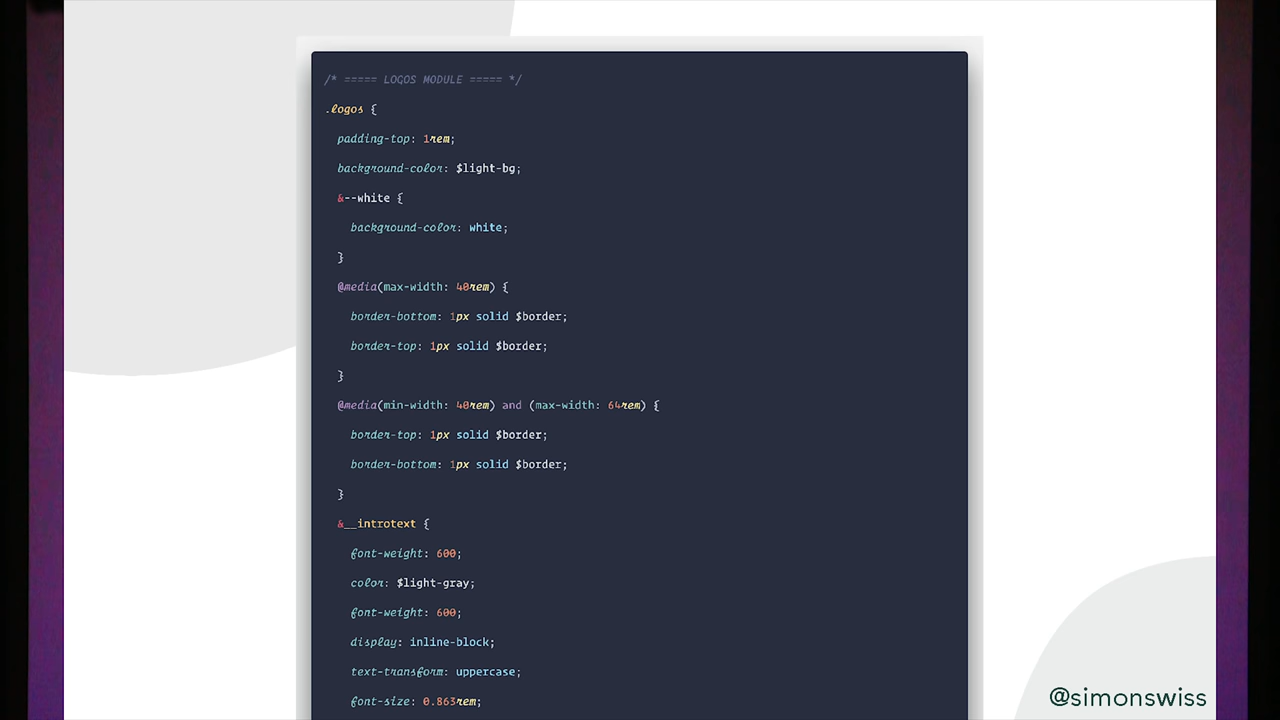 /* ===== LOGOS MODULE ===== */
.logos {
padding-top: 1rem;
background-color: $light-bg;
&--white {
background-color: white;
}
@media(max-width: 40rem) {
border-bottom: 1px solid $border;
border-top: 1px solid $border;
}
@media(min-width: 40rem) and (max-width: 64rem) {
border-top: 1px solid $border;
border-bottom: 1px solid $border;
}
&__introtext {
font-weight: 600;
color: $light-gray;
font-weight: 600;
display: inline-block;
text-transform: uppercase;
font-size: 0.863rem;
@simonswiss